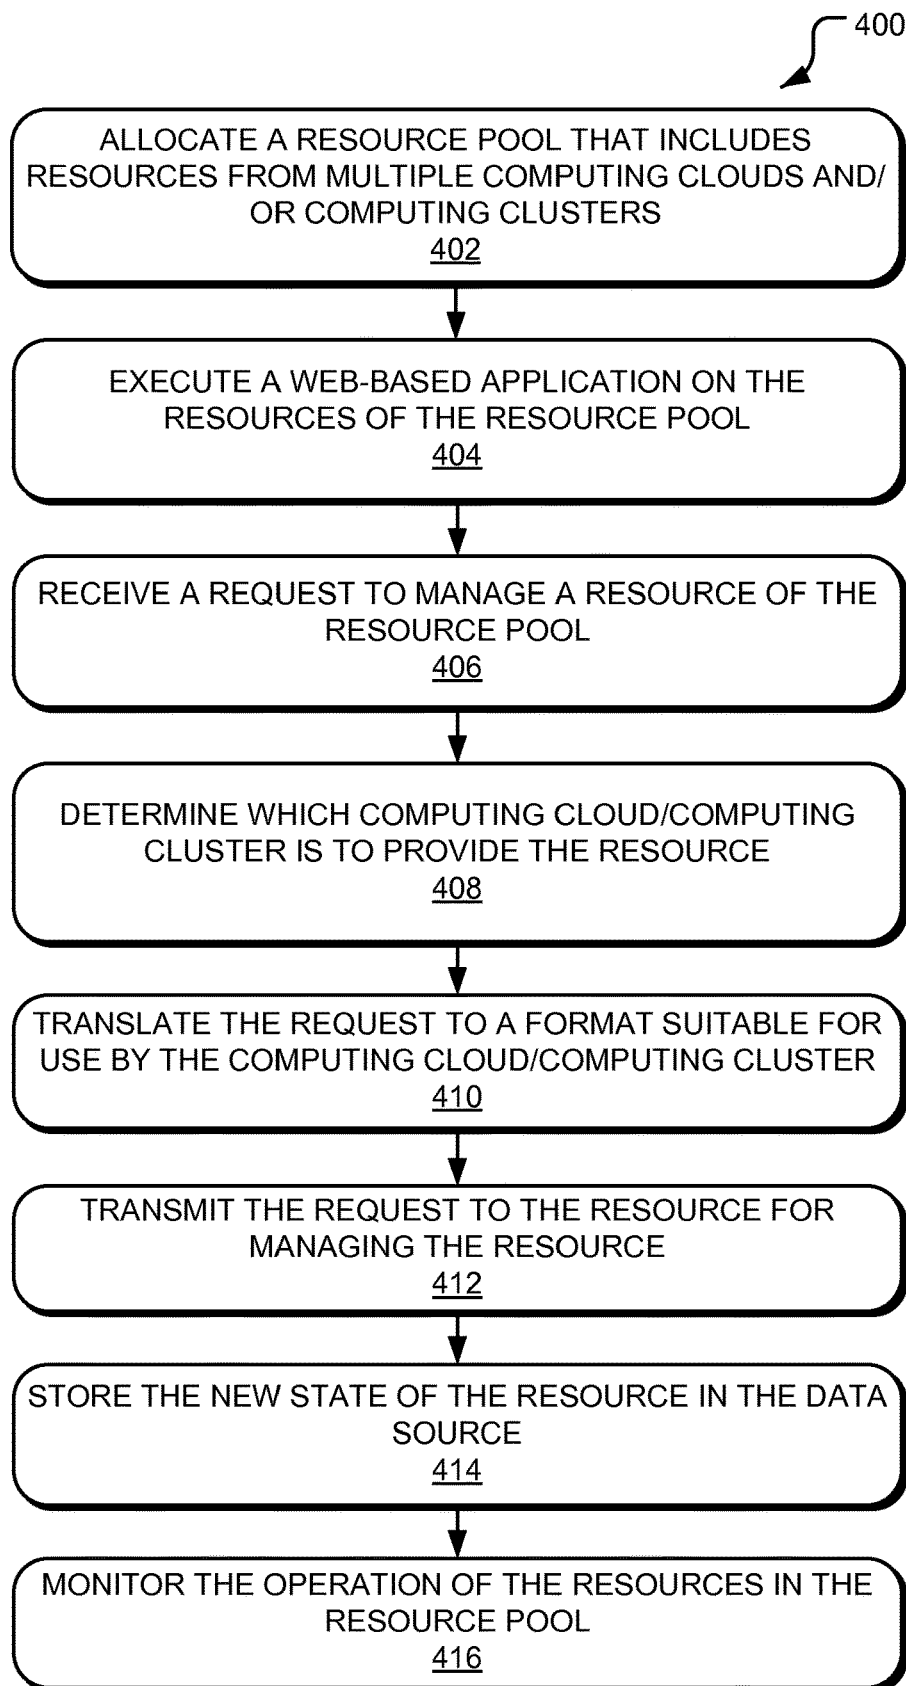 400
ALLOCATE A RESOURCE POOL THAT INCLUDES
RESOURCES FROM MULTIPLE COMPUTING CLOUDS AND/
OR COMPUTING CLUSTERS
402
EXECUTE A WEB-BASED APPLICATION ON THE
RESOURCES OF THE RESOURCE POOL
404
RECEIVE A REQUEST TO MANAGE A RESOURCE OF THE
RESOURCE POOL
406
DETERMINE WHICH COMPUTING CLOUD/COMPUTING
CLUSTER IS TO PROVIDE THE RESOURCE
408
TRANSLATE THE REQUEST TO A FORMAT SUITABLE FOR
USE BY THE COMPUTING CLOUD/COMPUTING CLUSTER
410
TRANSMIT THE REQUEST TO THE RESOURCE FOR
MANAGING THE RESOURCE
412
STORE THE NEW STATE OF THE RESOURCE IN THE DATA
SOURCE
414
MONITOR THE OPERATION OF THE RESOURCES IN THE
RESOURCE POOL
416